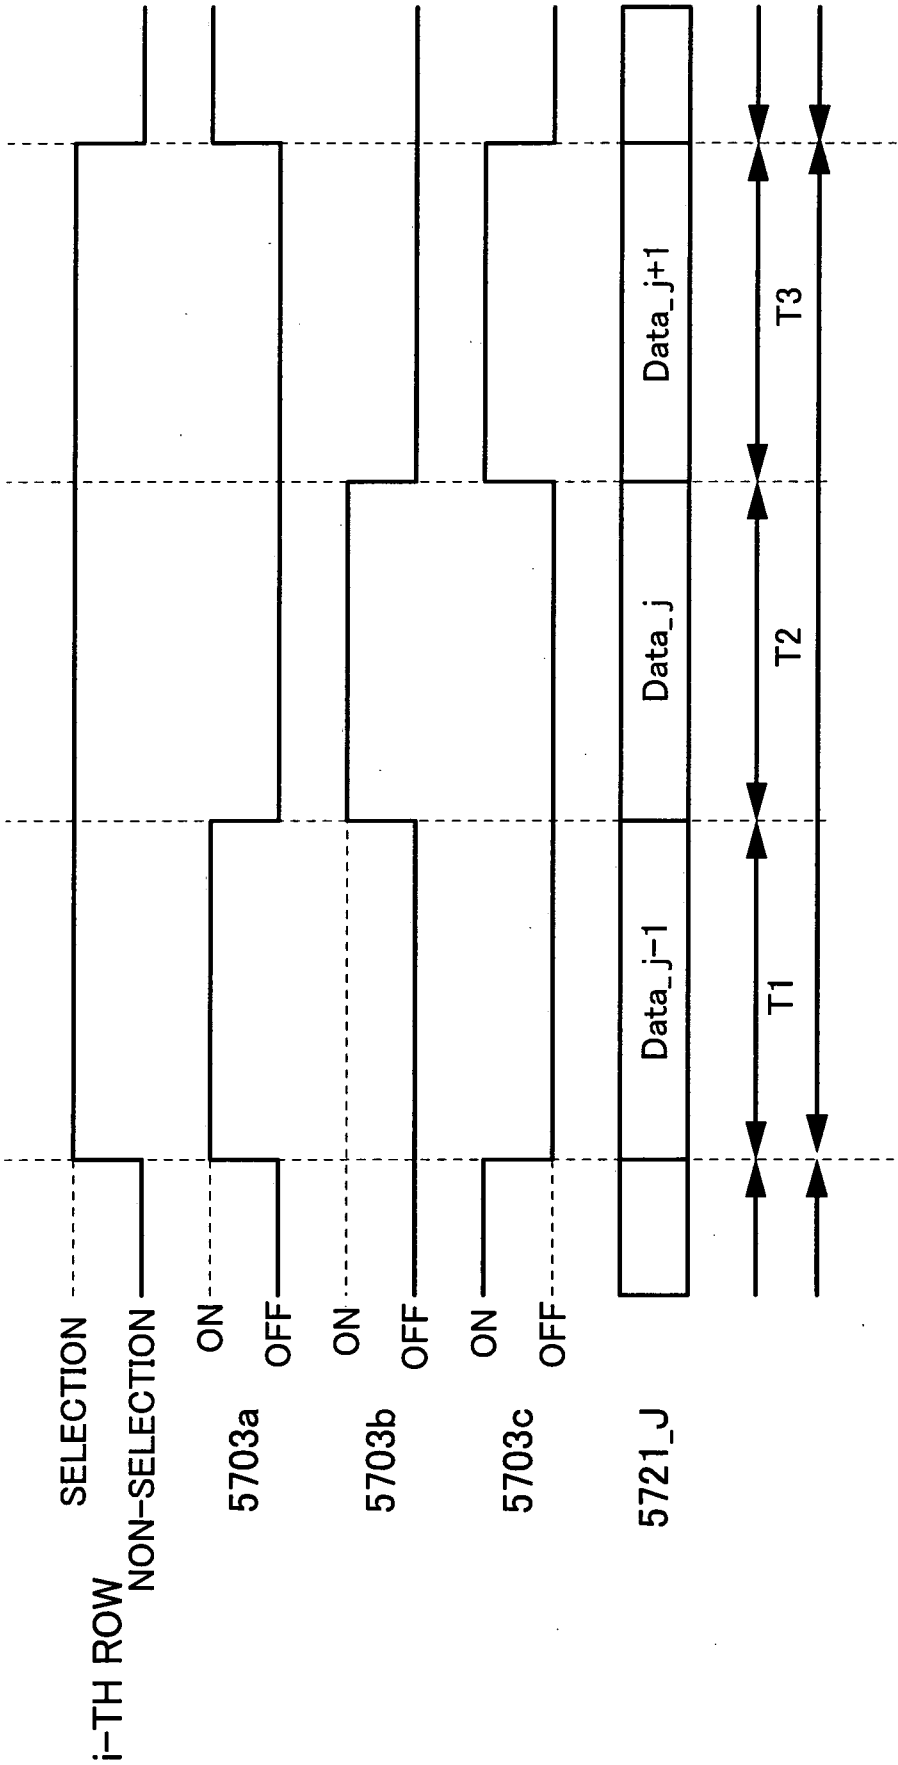 i-TH ROW
SELECTION
NON-SELECTION
5703a
ON
OFF
5703b
ON
OFF
5703c
ON
OFF
5721_J
Data_j-1
Data_j
Data_j+1
T1
T2
T3